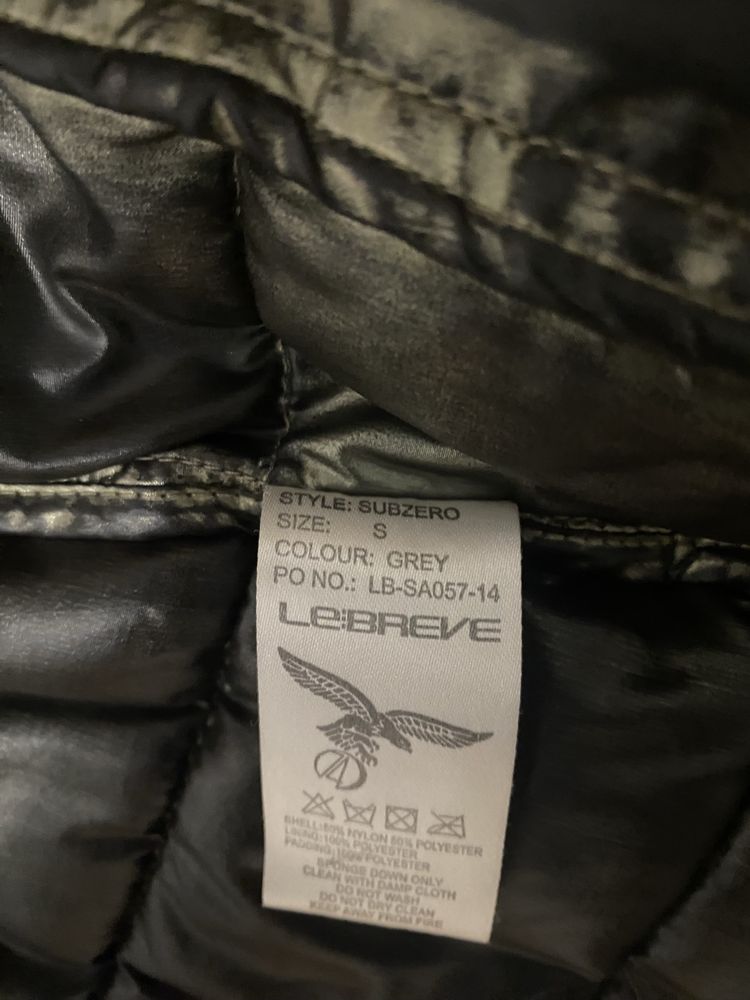 STYLE: SUBZERO
SIZE: S
COLOUR: GREY
PO NO.: LB-SA057-14
Le:BREVE
SHELL:50% NYLON 50% POLYESTER
LINING:100% POLYESTER
PADDING:100% POLYESTER
SPONGE DOWN ONLY
CLEAN WITH DAMP CLOTH
DO NOT WASH
DO NOT DRY CLEAN
KEEP AWAY FROM FIRE